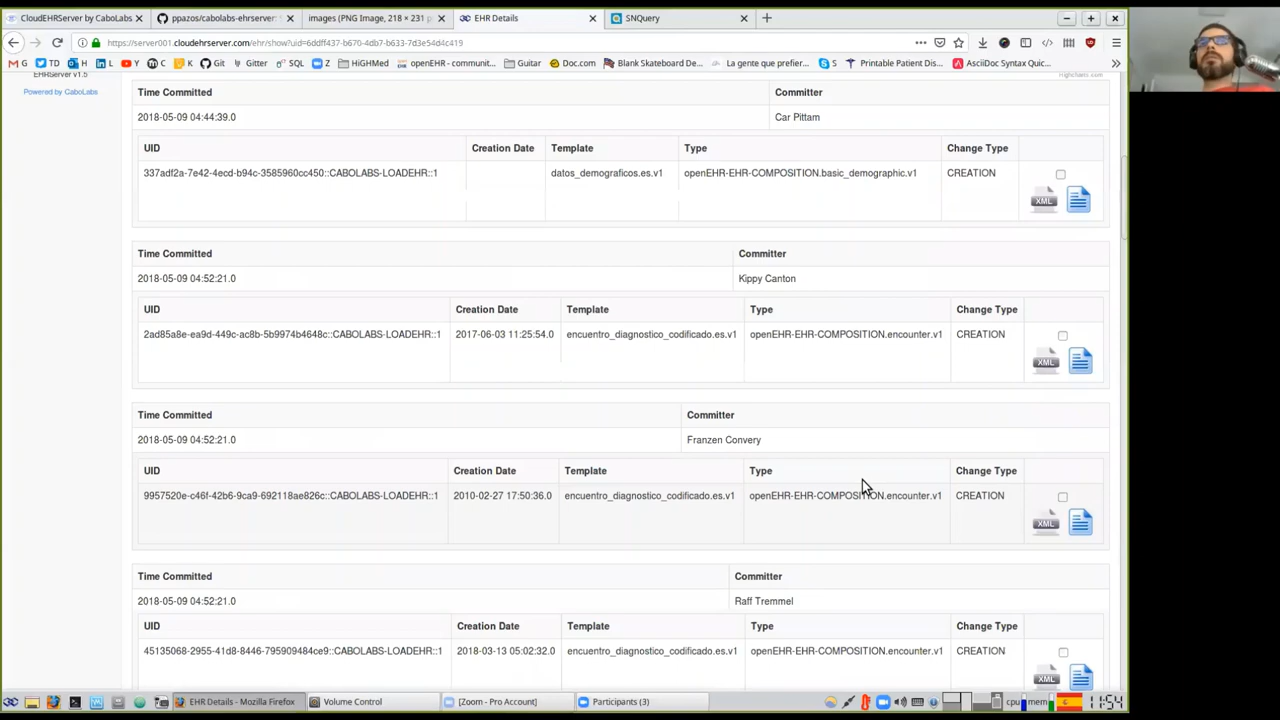 CloudEHRServer by CaboLabs
ppazos/cabolabs-ehrserver:
images (PNG Image, 218 × 231 p
EHR Details
SNQuery
https://server001.cloudehrserver.com/ehr/show?uid=6ddff437-b670-4db7-b633-7d3e54d4c419
G TD H L Y C K Git Gitter SQL Z HiGHMed openEHR - communit... Guitar Doc.com Blank Skateboard De... La gente que prefier... S Printable Patient Dis... AsciiDoc Syntax Quic...
EHRServer v1.5
Powered by CaboLabs
Time Committed Committer
2018-05-09 04:44:39.0 Car Pittam
UID Creation Date Template Type Change Type
337adf2a-7e42-4ecd-b94c-3585960cc450::CABOLABS-LOADEHR::1 datos_demograficos.es.v1 openEHR-EHR-COMPOSITION.basic_demographic.v1 CREATION
XML
Time Committed Committer
2018-05-09 04:52:21.0 Kippy Canton
UID Creation Date Template Type Change Type
2ad85a8e-ea9d-449c-ac8b-5b9974b4648c::CABOLABS-LOADEHR::1 2017-06-03 11:25:54.0 encuentro_diagnostico_codificado.es.v1 openEHR-EHR-COMPOSITION.encounter.v1 CREATION
XML
Time Committed Committer
2018-05-09 04:52:21.0 Franzen Convery
UID Creation Date Template Type Change Type
9957520e-c46f-42b6-9ca9-692118ae826c::CABOLABS-LOADEHR::1 2010-02-27 17:50:36.0 encuentro_diagnostico_codificado.es.v1 openEHR-EHR-COMPOSITION.encounter.v1 CREATION
XML
Time Committed Committer
2018-05-09 04:52:21.0 Raff Tremmel
UID Creation Date Template Type Change Type
45135068-2955-41d8-8446-795909484ce9::CABOLABS-LOADEHR::1 2018-03-13 05:02:32.0 encuentro_diagnostico_codificado.es.v1 openEHR-EHR-COMPOSITION.encounter.v1 CREATION
XML
EHR Details - Mozilla Firefox Volume Control [Zoom - Pro Account] Participants (3) cpu mem 11:54